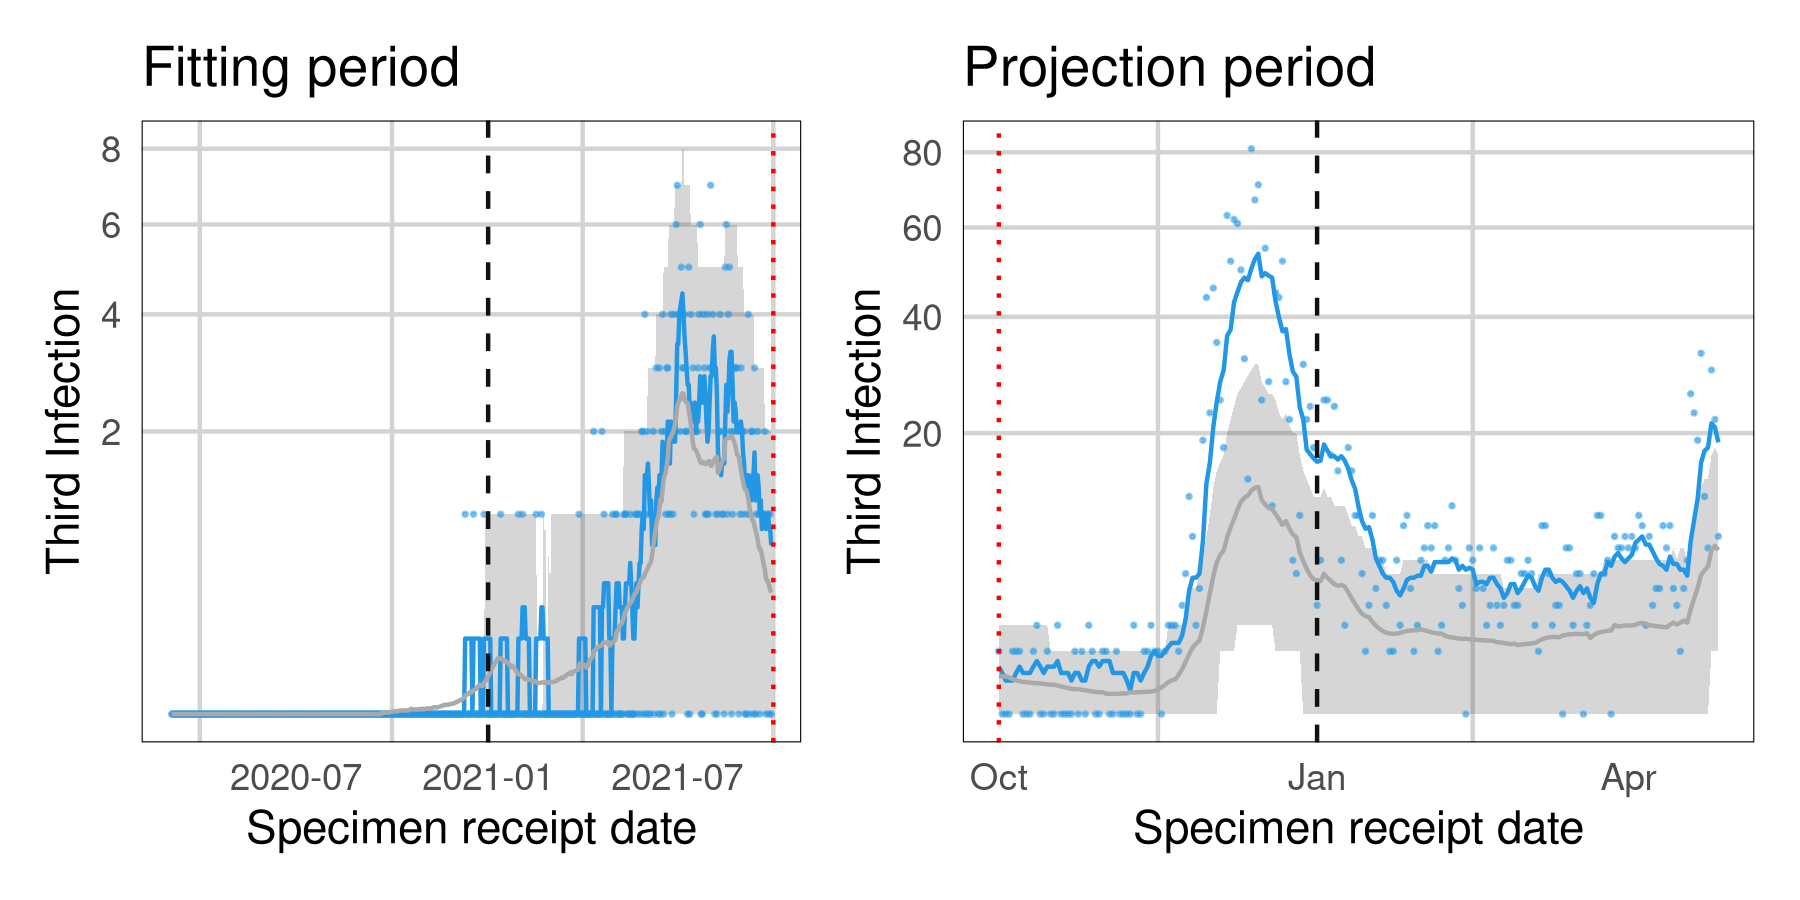 Fitting period
Third Infection
8
6
4
2
2020-07
2021-01
2021-07
Specimen receipt date
Projection period
Third Infection
80
60
40
20
Oct
Jan
Apr
Specimen receipt date